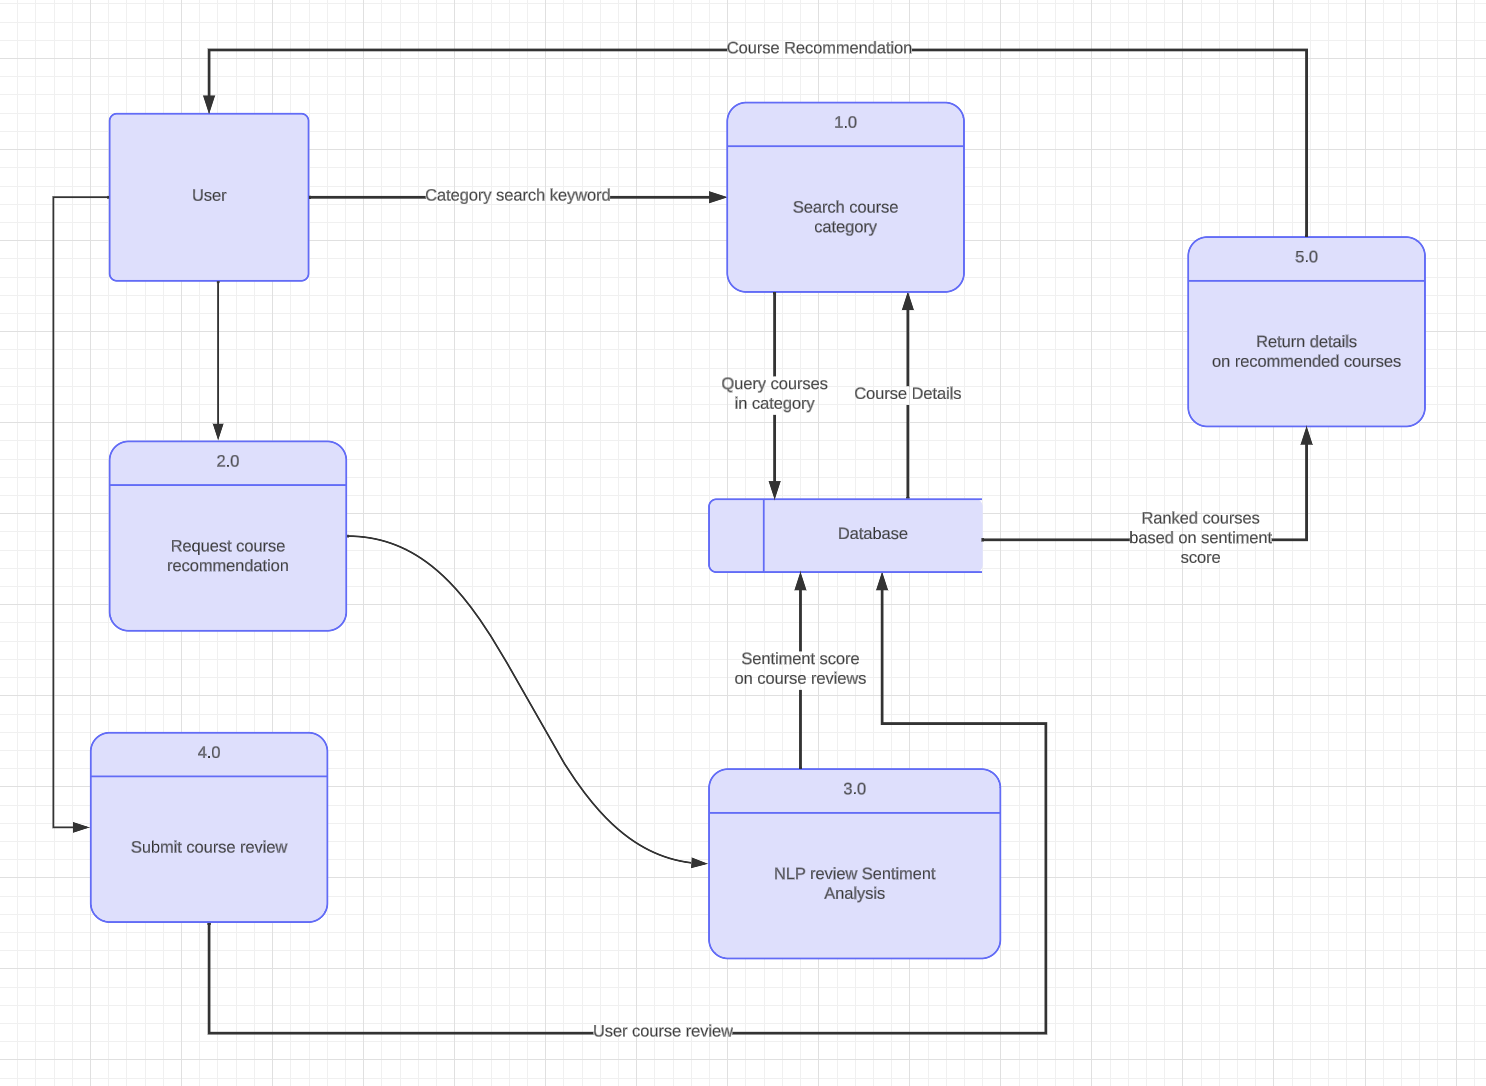 Course Recommendation
User
Category search keyword
1.0
Search course
category
5.0
Return details
on recommended courses
Query courses
in category
Course Details
2.0
Request course
recommendation
Database
Ranked courses
based on sentiment
score
Sentiment score
on course reviews
4.0
Submit course review
3.0
NLP review Sentiment
Analysis
User course review